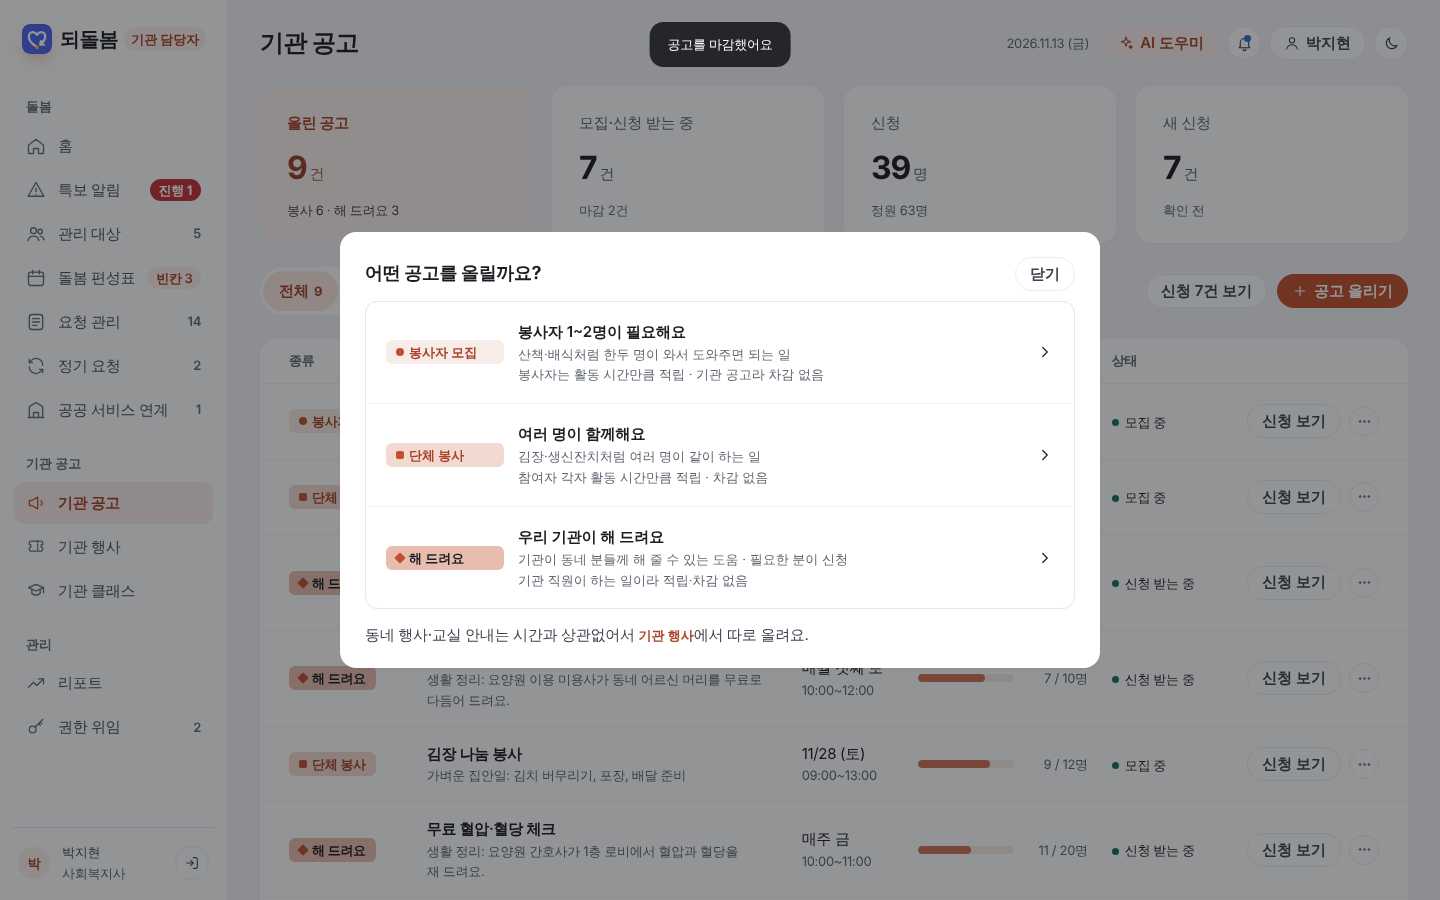 되돌봄 기관 담당자
돌봄
홈
특보 알림 진행 1
관리 대상 5
돌봄 편성표 빈칸 3
요청 관리 14
정기 요청 2
공공 서비스 연계 1
기관 공고
기관 공고
기관 행사
기관 클래스
관리
리포트
권한 위임 2
박 박지현
사회복지사
기관 공고
공고를 마감했어요
2026.11.13 (금) AI 도우미 박지현
올린 공고
9건
봉사 6 · 해 드려요 3
모집·신청 받는 중
7건
마감 2건
신청
39명
정원 63명
새 신청
7건
확인 전
전체 9
신청 7건 보기 + 공고 올리기
종류 상태
모집 중 신청 보기
단체 모집 중 신청 보기
신청 받는 중 신청 보기
어떤 공고를 올릴까요? 닫기
봉사자 모집 봉사자 1~2명이 필요해요
산책·배식처럼 한두 명이 와서 도와주면 되는 일
봉사자는 활동 시간만큼 적립 · 기관 공고라 차감 없음
단체 봉사 여러 명이 함께해요
김장·생신잔치처럼 여러 명이 같이 하는 일
참여자 각자 활동 시간만큼 적립 · 차감 없음
해 드려요 우리 기관이 해 드려요
기관이 동네 분들께 해 줄 수 있는 도움 · 필요한 분이 신청
기관 직원이 하는 일이라 적립·차감 없음
동네 행사·교실 안내는 시간과 상관없어서 기관 행사에서 따로 올려요.
해 드려요 생활 정리: 요양원 이용 미용사가 동네 어르신 머리를 무료로
다듬어 드려요.
10:00~12:00 7 / 10명 신청 받는 중 신청 보기
단체 봉사 김장 나눔 봉사
가벼운 집안일: 김치 버무리기, 포장, 배달 준비
11/28 (토)
09:00~13:00 9 / 12명 모집 중 신청 보기
해 드려요 무료 혈압·혈당 체크
생활 정리: 요양원 간호사가 1층 로비에서 혈압과 혈당을
재 드려요.
매주 금
10:00~11:00 11 / 20명 신청 받는 중 신청 보기